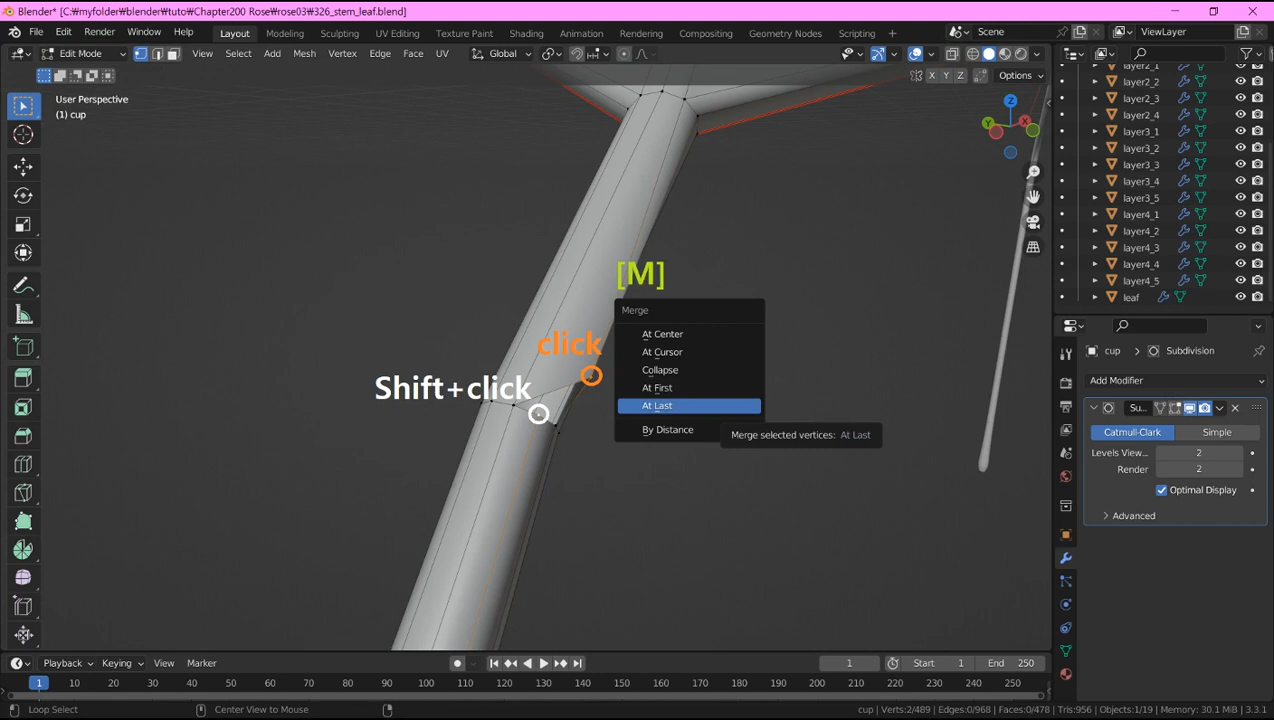 Blender* [C:₩myfolder₩blender₩tuto₩Chapter200 Rose₩rose03₩326_stem_leaf.blend]
File Edit Render Window Help Layout Modeling Sculpting UV Editing Texture Paint Shading Animation Rendering Compositing Geometry Nodes Scripting Scene ViewLayer
Edit Mode View Select Add Mesh Vertex Edge Face UV Global
X Y Z Options
User Perspective
(1) cup
Z
Y X
layer2_1
layer2_2
layer2_3
layer2_4
layer3_1
layer3_2
layer3_3
layer3_4
layer3_5
layer4_1
layer4_2
layer4_3
layer4_4
layer4_5
leaf
[M]
Merge
At Center
At Cursor
Collapse
At First
At Last
By Distance
Merge selected vertices: At Last
click
Shift+click
cup > Subdivision
Add Modifier
Su...
Catmull-Clark Simple
Levels View... 2
Render 2
Optimal Display
Advanced
Playback Keying View Marker 1 Start 1 End 250
1 10 20 30 40 50 60 70 80 90 100 110 120 130 140 150 160 170 180 190 200 210 220 230 240 250
Loop Select Center View to Mouse cup | Verts:2/489 | Edges:0/968 | Faces:0/478 | Tris:956 | Objects:1/19 | Memory: 30.1 MiB | 3.3.1